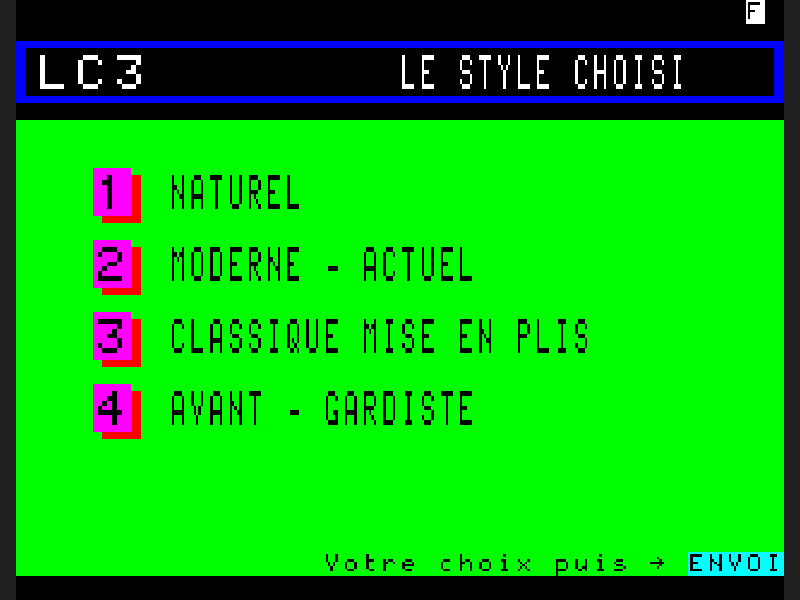 F
LC3 LE STYLE CHOISI
1 NATUREL
2 MODERNE - ACTUEL
3 CLASSIQUE MISE EN PLIS
4 AVANT - GARDISTE
Votre choix puis → ENVOI